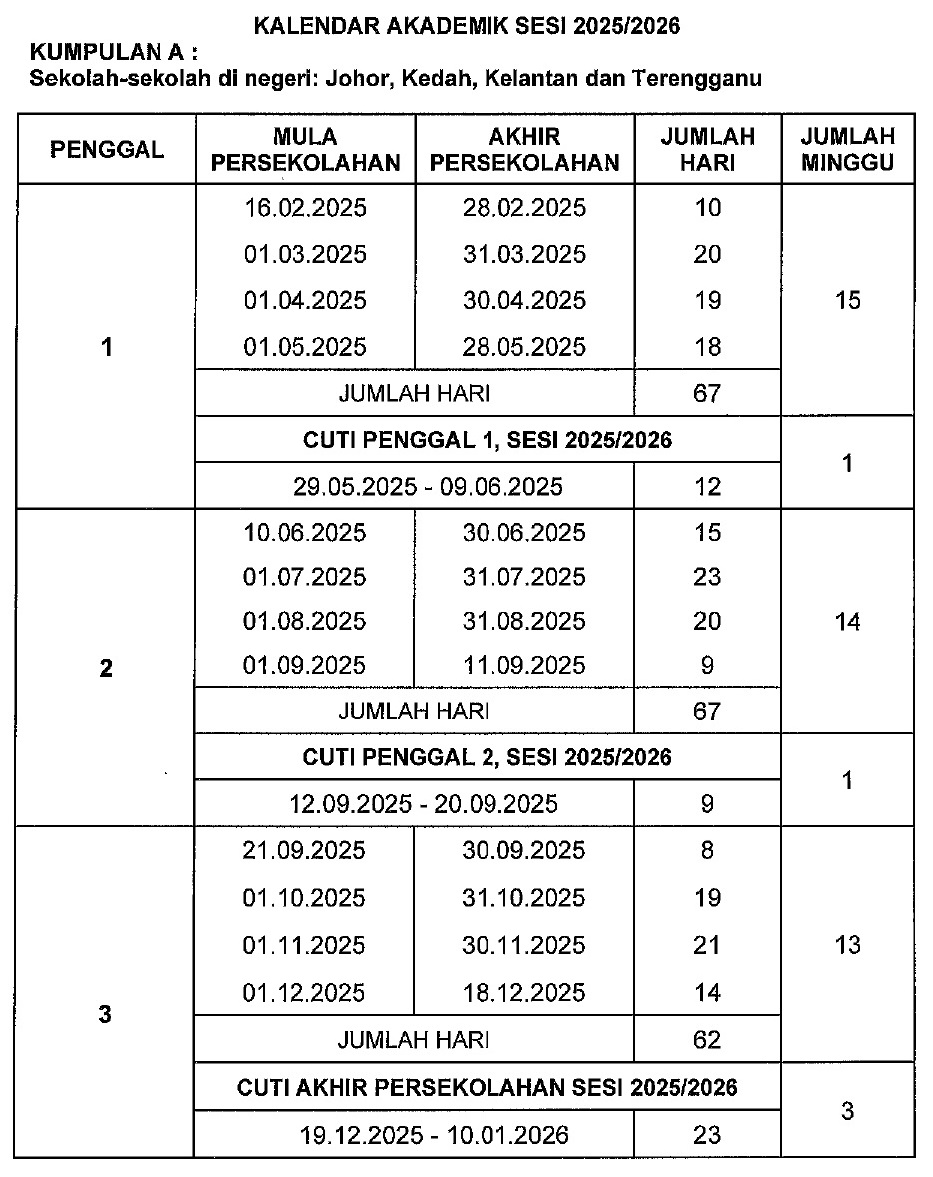 KALENDAR AKADEMIK SESI 2025/2026
KUMPULAN A :
Sekolah-sekolah di negeri: Johor, Kedah, Kelantan dan Terengganu
PENGGAL MULA PERSEKOLAHAN AKHIR PERSEKOLAHAN JUMLAH HARI JUMLAH MINGGU
1
16.02.2025 28.02.2025 10
01.03.2025 31.03.2025 20
01.04.2025 30.04.2025 19 15
01.05.2025 28.05.2025 18
JUMLAH HARI 67
CUTI PENGGAL 1, SESI 2025/2026 1
29.05.2025 - 09.06.2025 12
2
10.06.2025 30.06.2025 15
01.07.2025 31.07.2025 23
01.08.2025 31.08.2025 20 14
01.09.2025 11.09.2025 9
JUMLAH HARI 67
CUTI PENGGAL 2, SESI 2025/2026 1
12.09.2025 - 20.09.2025 9
3
21.09.2025 30.09.2025 8
01.10.2025 31.10.2025 19
01.11.2025 30.11.2025 21 13
01.12.2025 18.12.2025 14
JUMLAH HARI 62
CUTI AKHIR PERSEKOLAHAN SESI 2025/2026 3
19.12.2025 - 10.01.2026 23